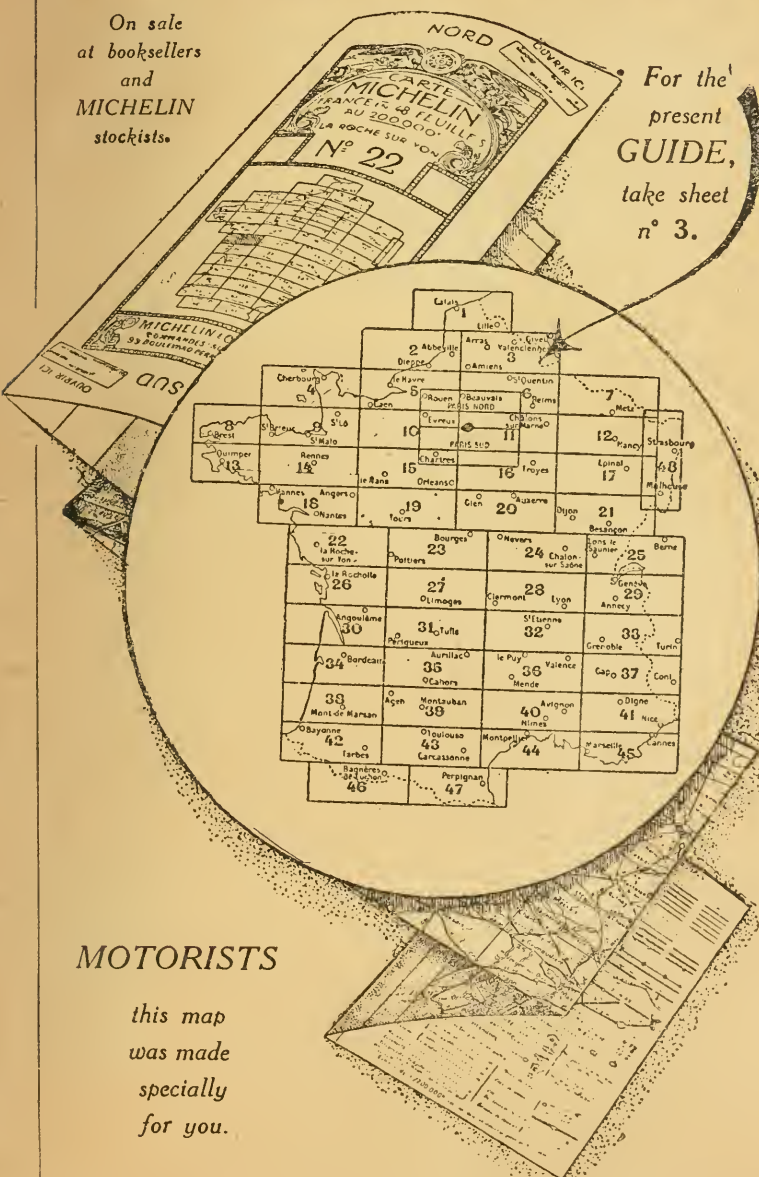 On sale
at booksellers
and
MICHELIN
stockists.
For the
present
GUIDE,
take sheet
n° 3.
NORD
OUVRIR ICI
CARTE
MICHELIN
FRANCE IN 48 FEUILLES
AU 200.000e
LA ROCHE SUR YON
N° 22
SUD
OUVRIR ICI
Calais
1
Lille
2
Abbeville
Dieppe
Arras
3
Givet
Valenciennes
Amiens
Cherbourg
4
le Havre
5
Caen
Rouen
Beauvais
PARIS NORD
St Quentin
6
Reims
7
Metz
8
Brest
St Brieuc
9
St Lô
St Malo
10
Evreux
PARIS SUD
11
Châlons
sur Marne
12
Nancy
Strasbourg
48
Mulhouse
Quimper
13
Rennes
14
15
Chartres
le Mans
Orléans
16
Troyes
Epinal
17
Vannes
18
Angers
Nantes
19
Tours
Gien
20
Auxerre
Dijon
21
Besançon
22
la Roche-
sur Yon
Bourges
23
Poitiers
Nevers
24
Chalon-
sur Saône
Lons le
Saunier
25
Berne
la Rochelle
26
27
Limoges
28
Clermont
Lyon
Genève
29
Annecy
Angoulême
30
31
Tulle
Périgueux
St Etienne
32
33
Grenoble
Turin
34
Bordeaux
Aurillac
35
Cahors
le Puy
36
Valence
Mende
Gap
37
Coni
38
Mont-de-Marsan
Agen
Montauban
39
40
Avignon
Nîmes
Digne
41
Nice
Bayonne
42
Tarbes
Toulouse
43
Carcassonne
Montpellier
44
Marseille
45
Cannes
Bagnères
de Luchon
46
Perpignan
47
MOTORISTS
this map
was made
specially
for you.